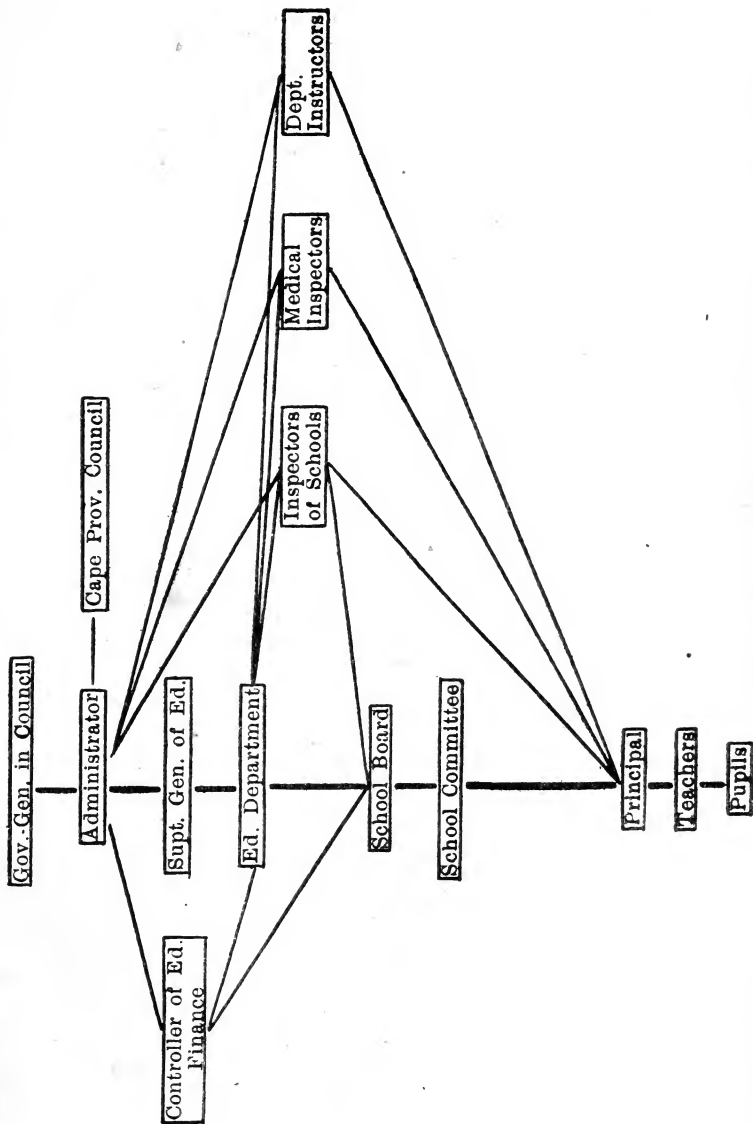 Gov.-Gen. in Council
Administrator
Cape Prov. Council
Controller of Ed.
Finance
Supt. Gen. of Ed.
Ed. Department
Inspectors
of Schools
Medical
Inspectors
Dept.
Instructors
School Board
School Committee
Principal
Teachers
Pupils